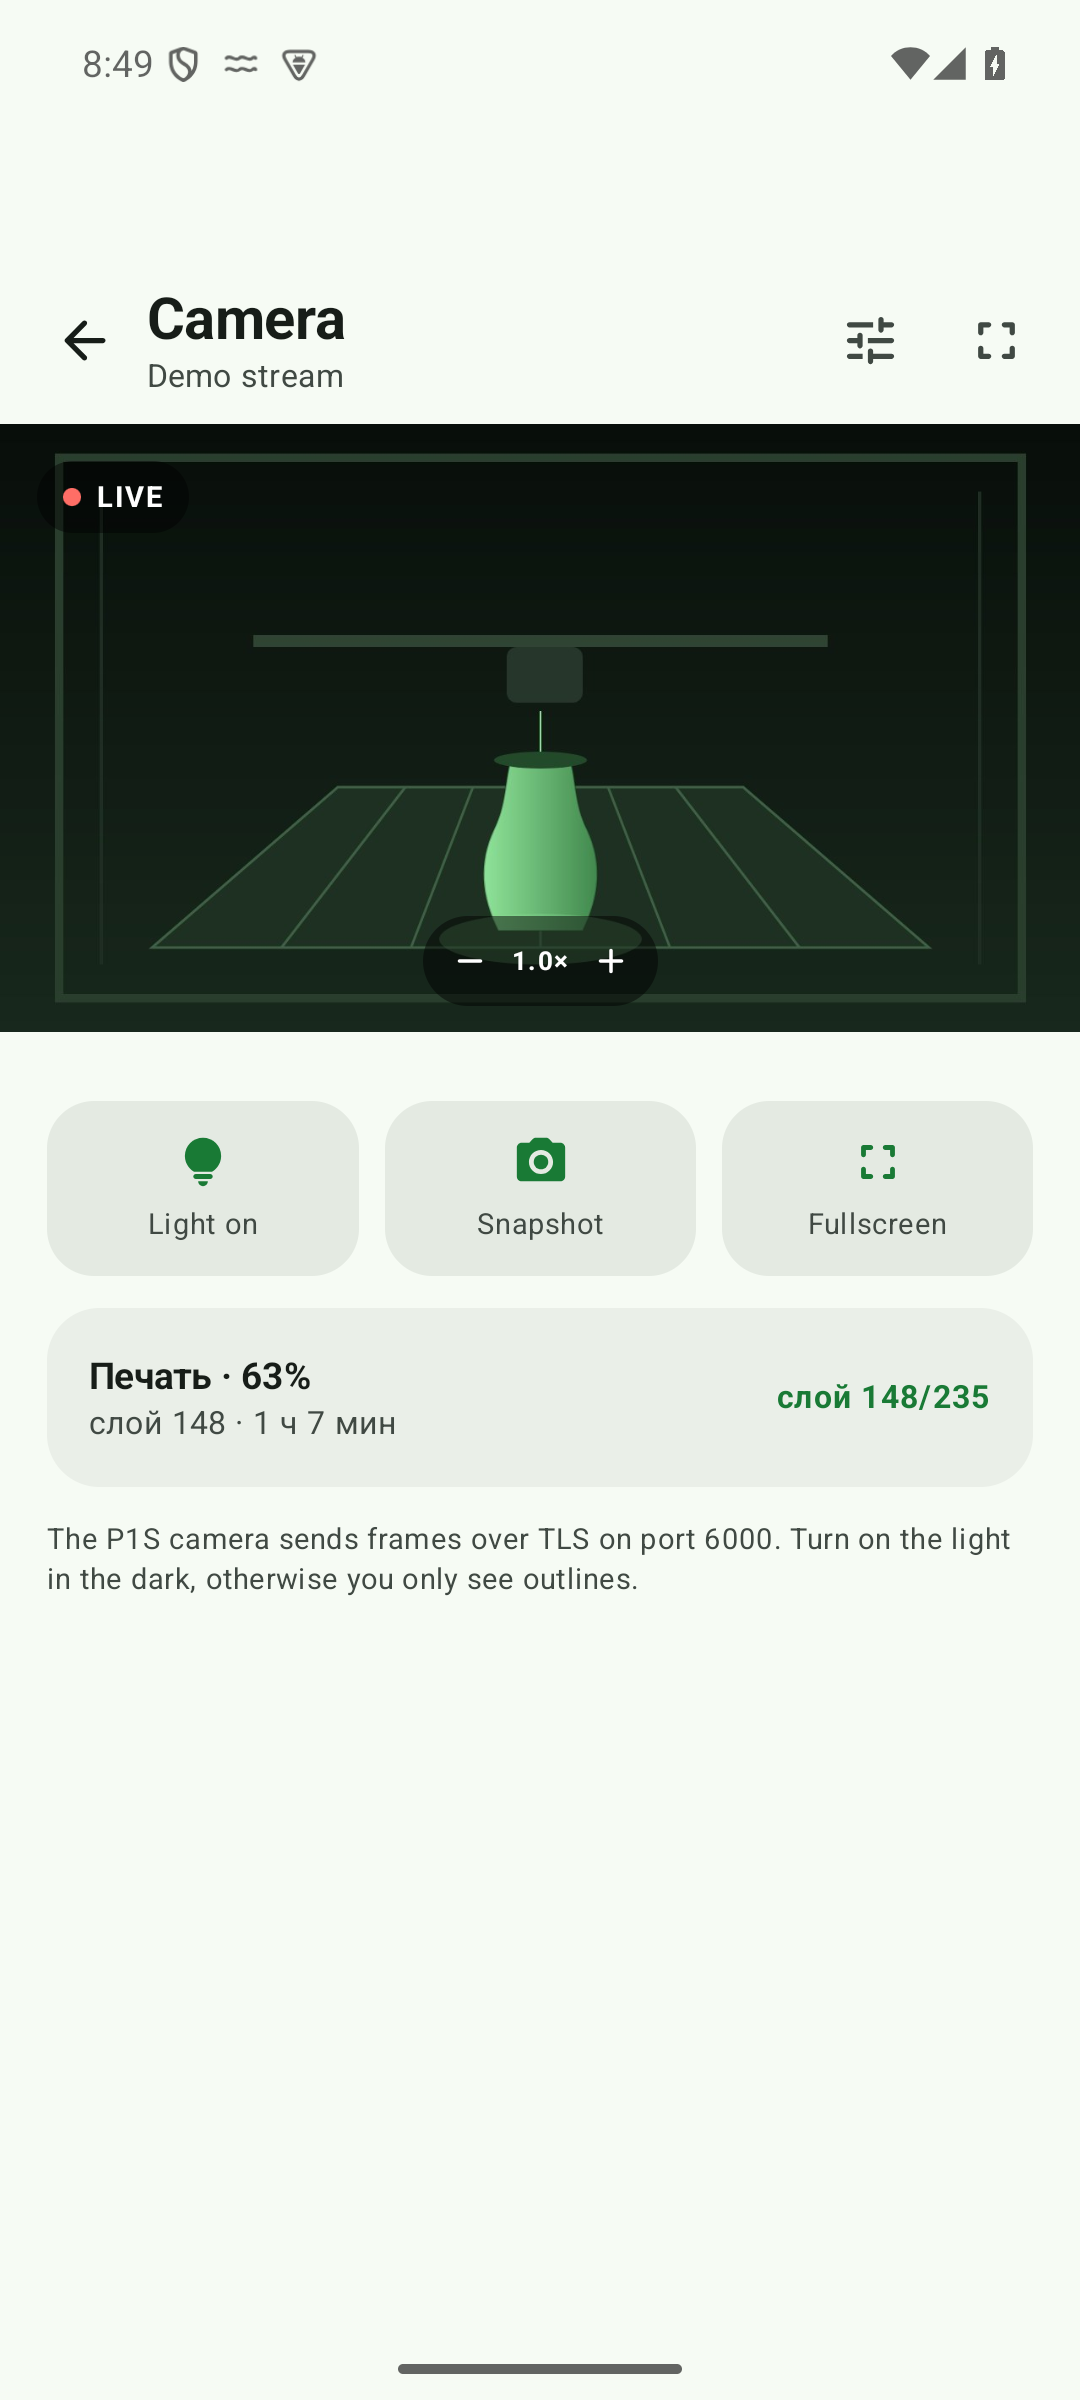 8:49
Camera
Demo stream
LIVE
1.0×
Light on
Snapshot
Fullscreen
Печать · 63%
слой 148 · 1 ч 7 мин
слой 148/235
The P1S camera sends frames over TLS on port 6000. Turn on the light
in the dark, otherwise you only see outlines.